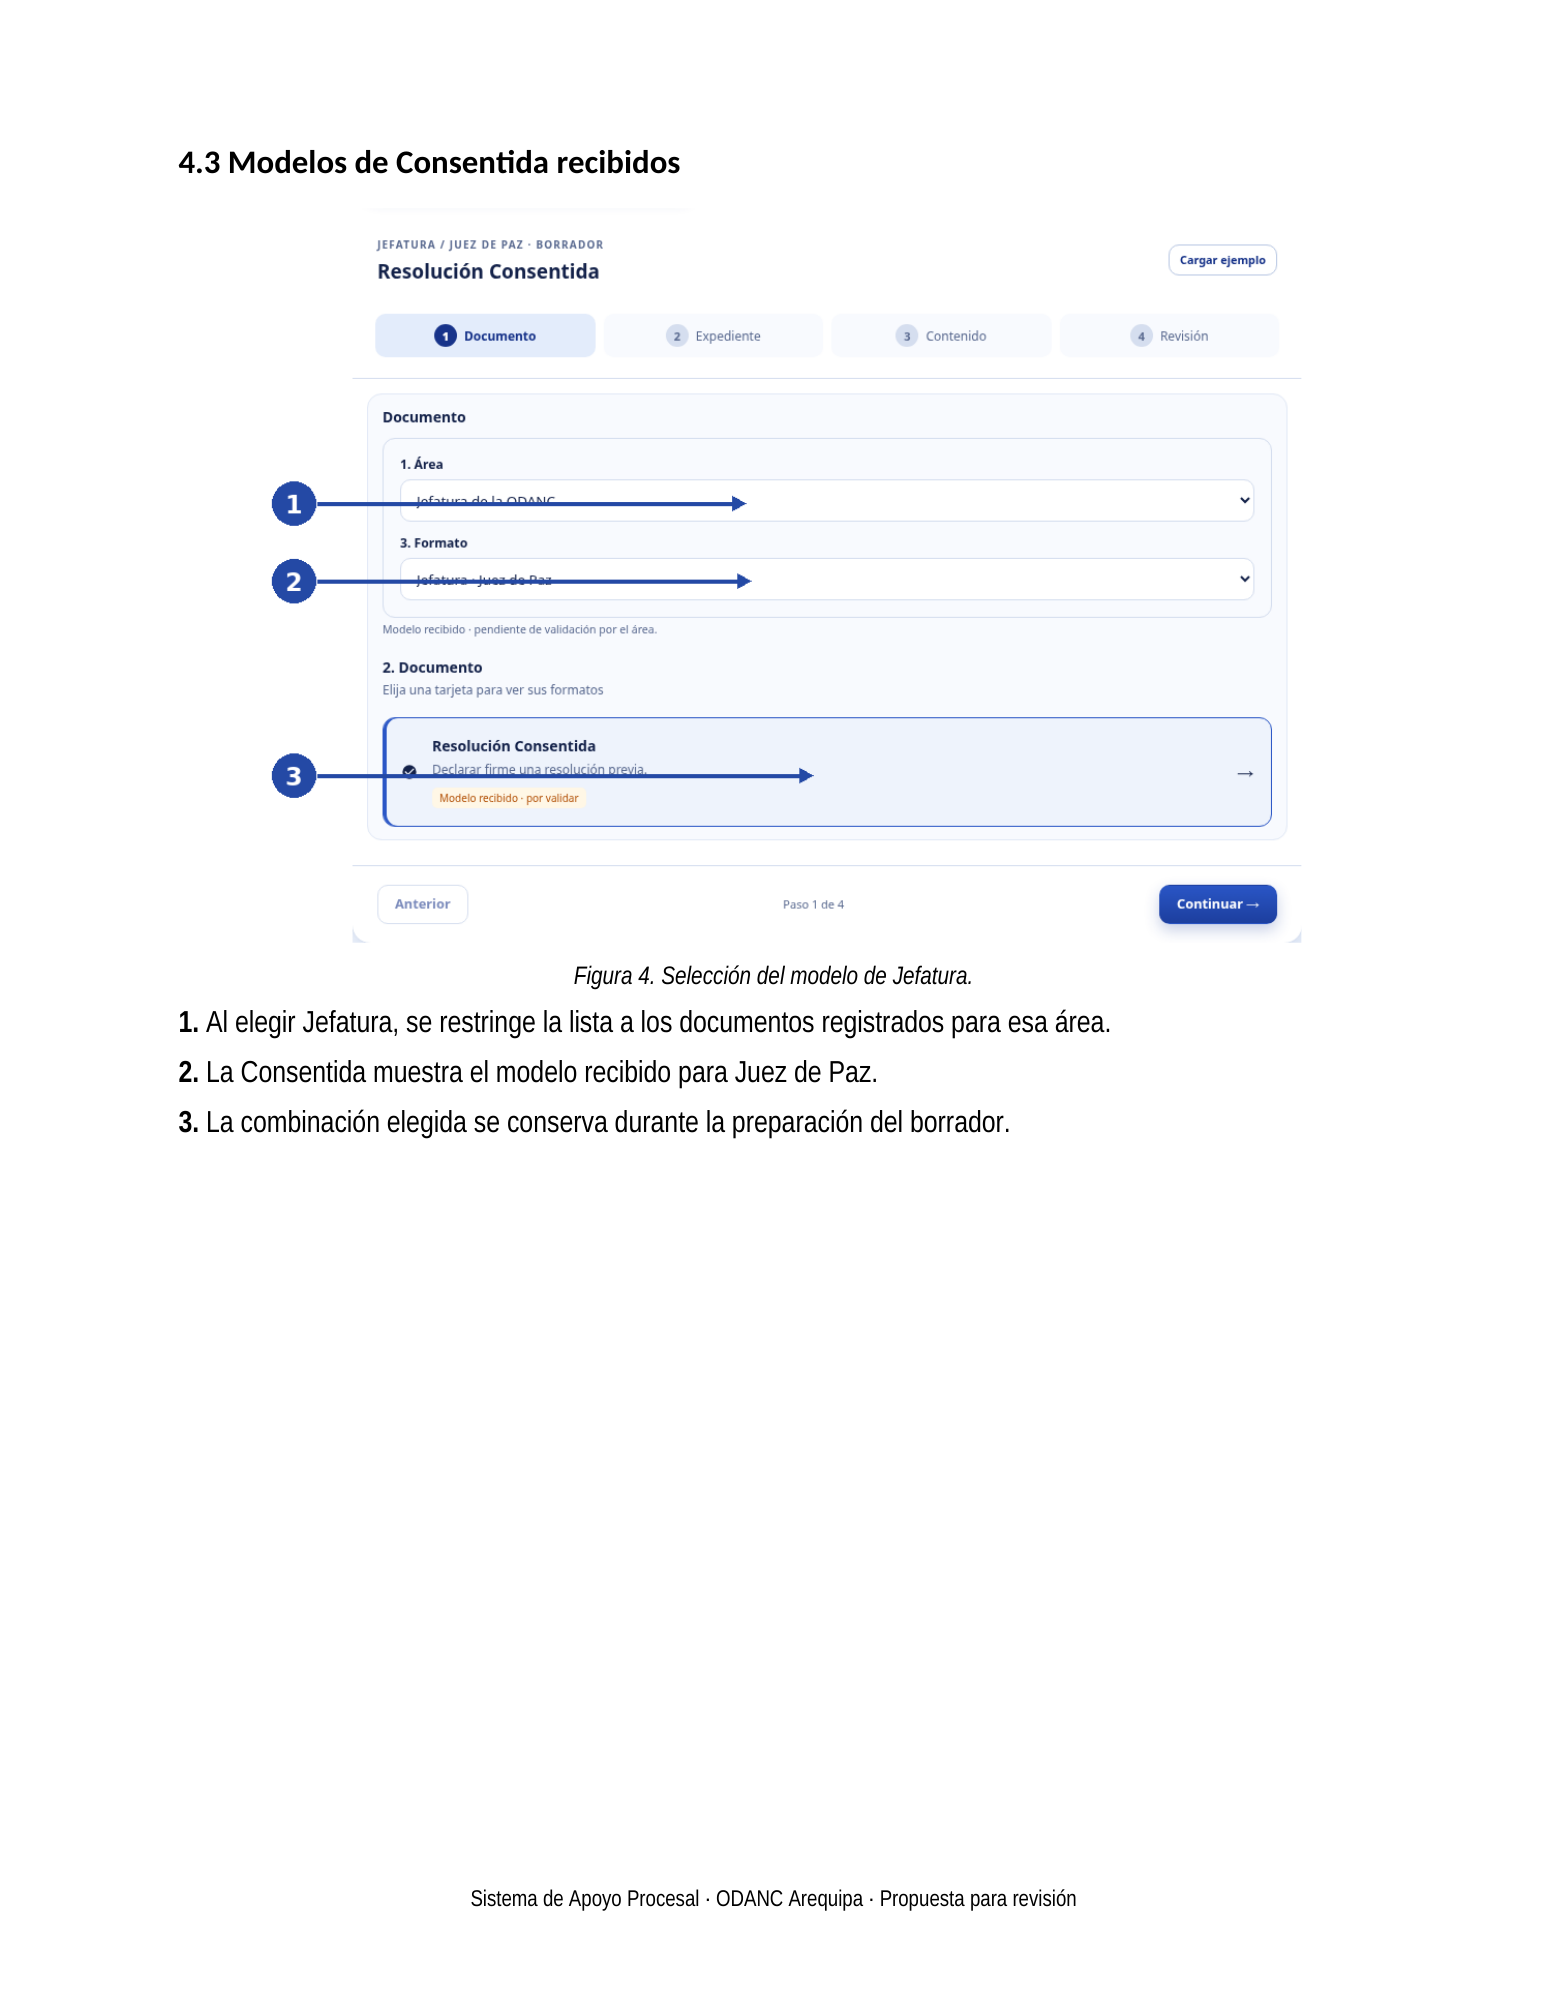 4.3 Modelos de Consentida recibidos
JEFATURA / JUEZ DE PAZ · BORRADOR
Resolución Consentida
Cargar ejemplo
1 Documento
2 Expediente
3 Contenido
4 Revisión
Documento
1. Área
1
Jefatura de la ODANC
3. Formato
2
Jefatura · Juez de Paz
Modelo recibido · pendiente de validación por el área.
2. Documento
Elija una tarjeta para ver sus formatos
Resolución Consentida
3
Declarar firme una resolución previa.
→
Modelo recibido · por validar
Anterior
Paso 1 de 4
Continuar →
Figura 4. Selección del modelo de Jefatura.
1. Al elegir Jefatura, se restringe la lista a los documentos registrados para esa área.
2. La Consentida muestra el modelo recibido para Juez de Paz.
3. La combinación elegida se conserva durante la preparación del borrador.
Sistema de Apoyo Procesal · ODANC Arequipa · Propuesta para revisión